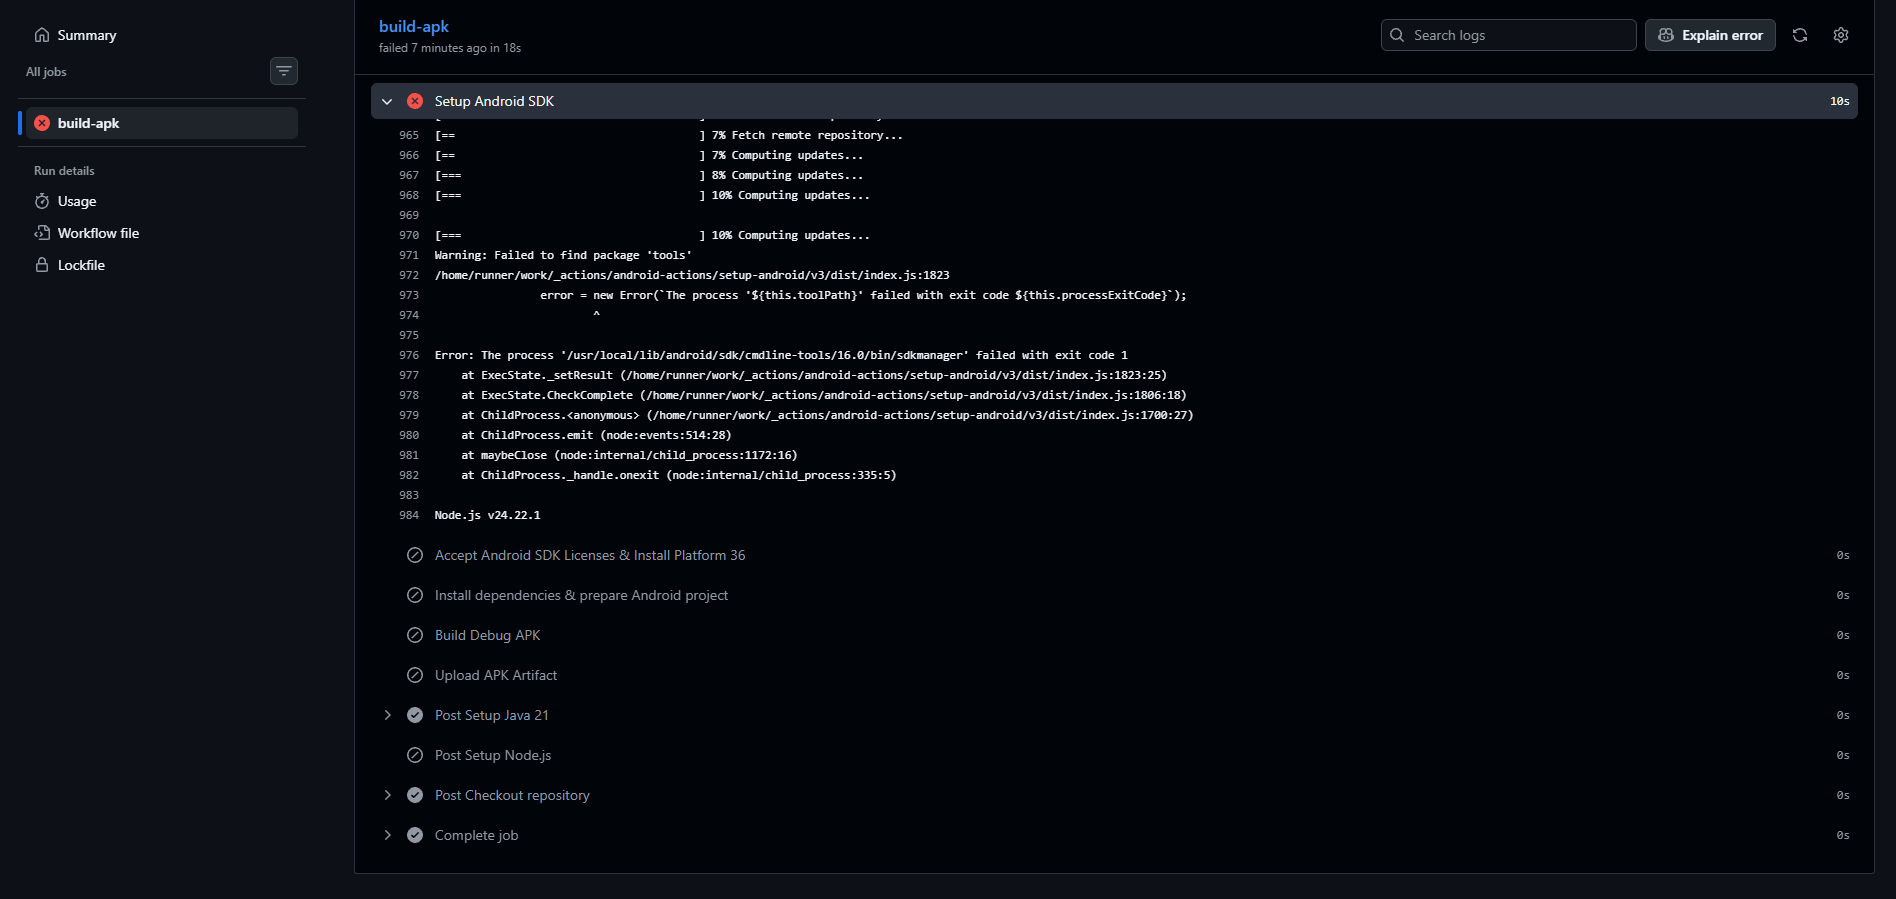 Summary
All jobs
build-apk
Run details
Usage
Workflow file
Lockfile
build-apk
failed 7 minutes ago in 18s
Search logs
Explain error
Setup Android SDK
10s
965 [== ] 7% Fetch remote repository...
966 [== ] 7% Computing updates...
967 [=== ] 8% Computing updates...
968 [=== ] 10% Computing updates...
969
970 [=== ] 10% Computing updates...
971 Warning: Failed to find package 'tools'
972 /home/runner/work/_actions/android-actions/setup-android/v3/dist/index.js:1823
973 error = new Error(`The process '${this.toolPath}' failed with exit code ${this.processExitCode}`);
974 ^
975
976 Error: The process '/usr/local/lib/android/sdk/cmdline-tools/16.0/bin/sdkmanager' failed with exit code 1
977 at ExecState._setResult (/home/runner/work/_actions/android-actions/setup-android/v3/dist/index.js:1823:25)
978 at ExecState.CheckComplete (/home/runner/work/_actions/android-actions/setup-android/v3/dist/index.js:1806:18)
979 at ChildProcess.<anonymous> (/home/runner/work/_actions/android-actions/setup-android/v3/dist/index.js:1700:27)
980 at ChildProcess.emit (node:events:514:28)
981 at maybeClose (node:internal/child_process:1172:16)
982 at ChildProcess._handle.onexit (node:internal/child_process:335:5)
983
984 Node.js v24.22.1
Accept Android SDK Licenses & Install Platform 36 0s
Install dependencies & prepare Android project 0s
Build Debug APK 0s
Upload APK Artifact 0s
Post Setup Java 21 0s
Post Setup Node.js 0s
Post Checkout repository 0s
Complete job 0s